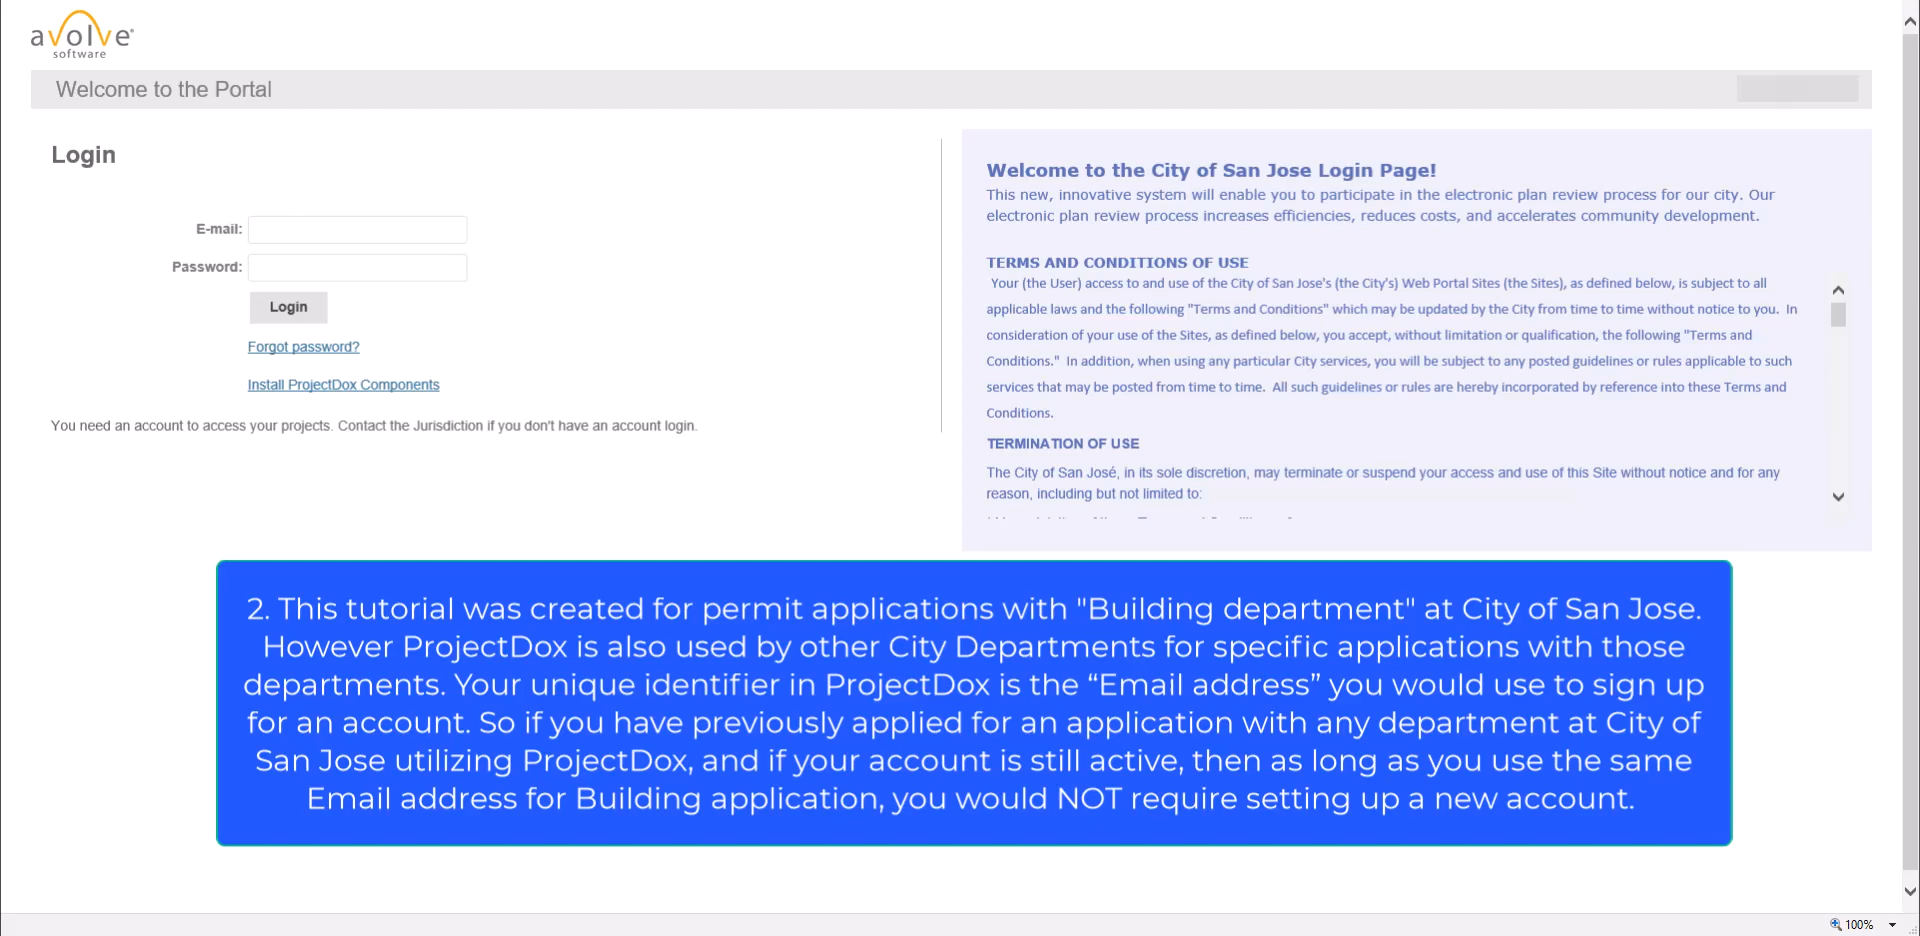 avolve
software
Welcome to the Portal
Login
E-mail:
Password:
Login
Forgot password?
Install ProjectDox Components
You need an account to access your projects. Contact the Jurisdiction if you don't have an account login.
Welcome to the City of San Jose Login Page!
This new, innovative system will enable you to participate in the electronic plan review process for our city. Our
electronic plan review process increases efficiencies, reduces costs, and accelerates community development.
TERMS AND CONDITIONS OF USE
Your (the User) access to and use of the City of San Jose's (the City's) Web Portal Sites (the Sites), as defined below, is subject to all
applicable laws and the following "Terms and Conditions" which may be updated by the City from time to time without notice to you. In
consideration of your use of the Sites, as defined below, you accept, without limitation or qualification, the following "Terms and
Conditions." In addition, when using any particular City services, you will be subject to any posted guidelines or rules applicable to such
services that may be posted from time to time. All such guidelines or rules are hereby incorporated by reference into these Terms and
Conditions.
TERMINATION OF USE
The City of San José, in its sole discretion, may terminate or suspend your access and use of this Site without notice and for any
reason, including but not limited to:
2. This tutorial was created for permit applications with "Building department" at City of San Jose.
However ProjectDox is also used by other City Departments for specific applications with those
departments. Your unique identifier in ProjectDox is the “Email address” you would use to sign up
for an account. So if you have previously applied for an application with any department at City of
San Jose utilizing ProjectDox, and if your account is still active, then as long as you use the same
Email address for Building application, you would NOT require setting up a new account.
100%